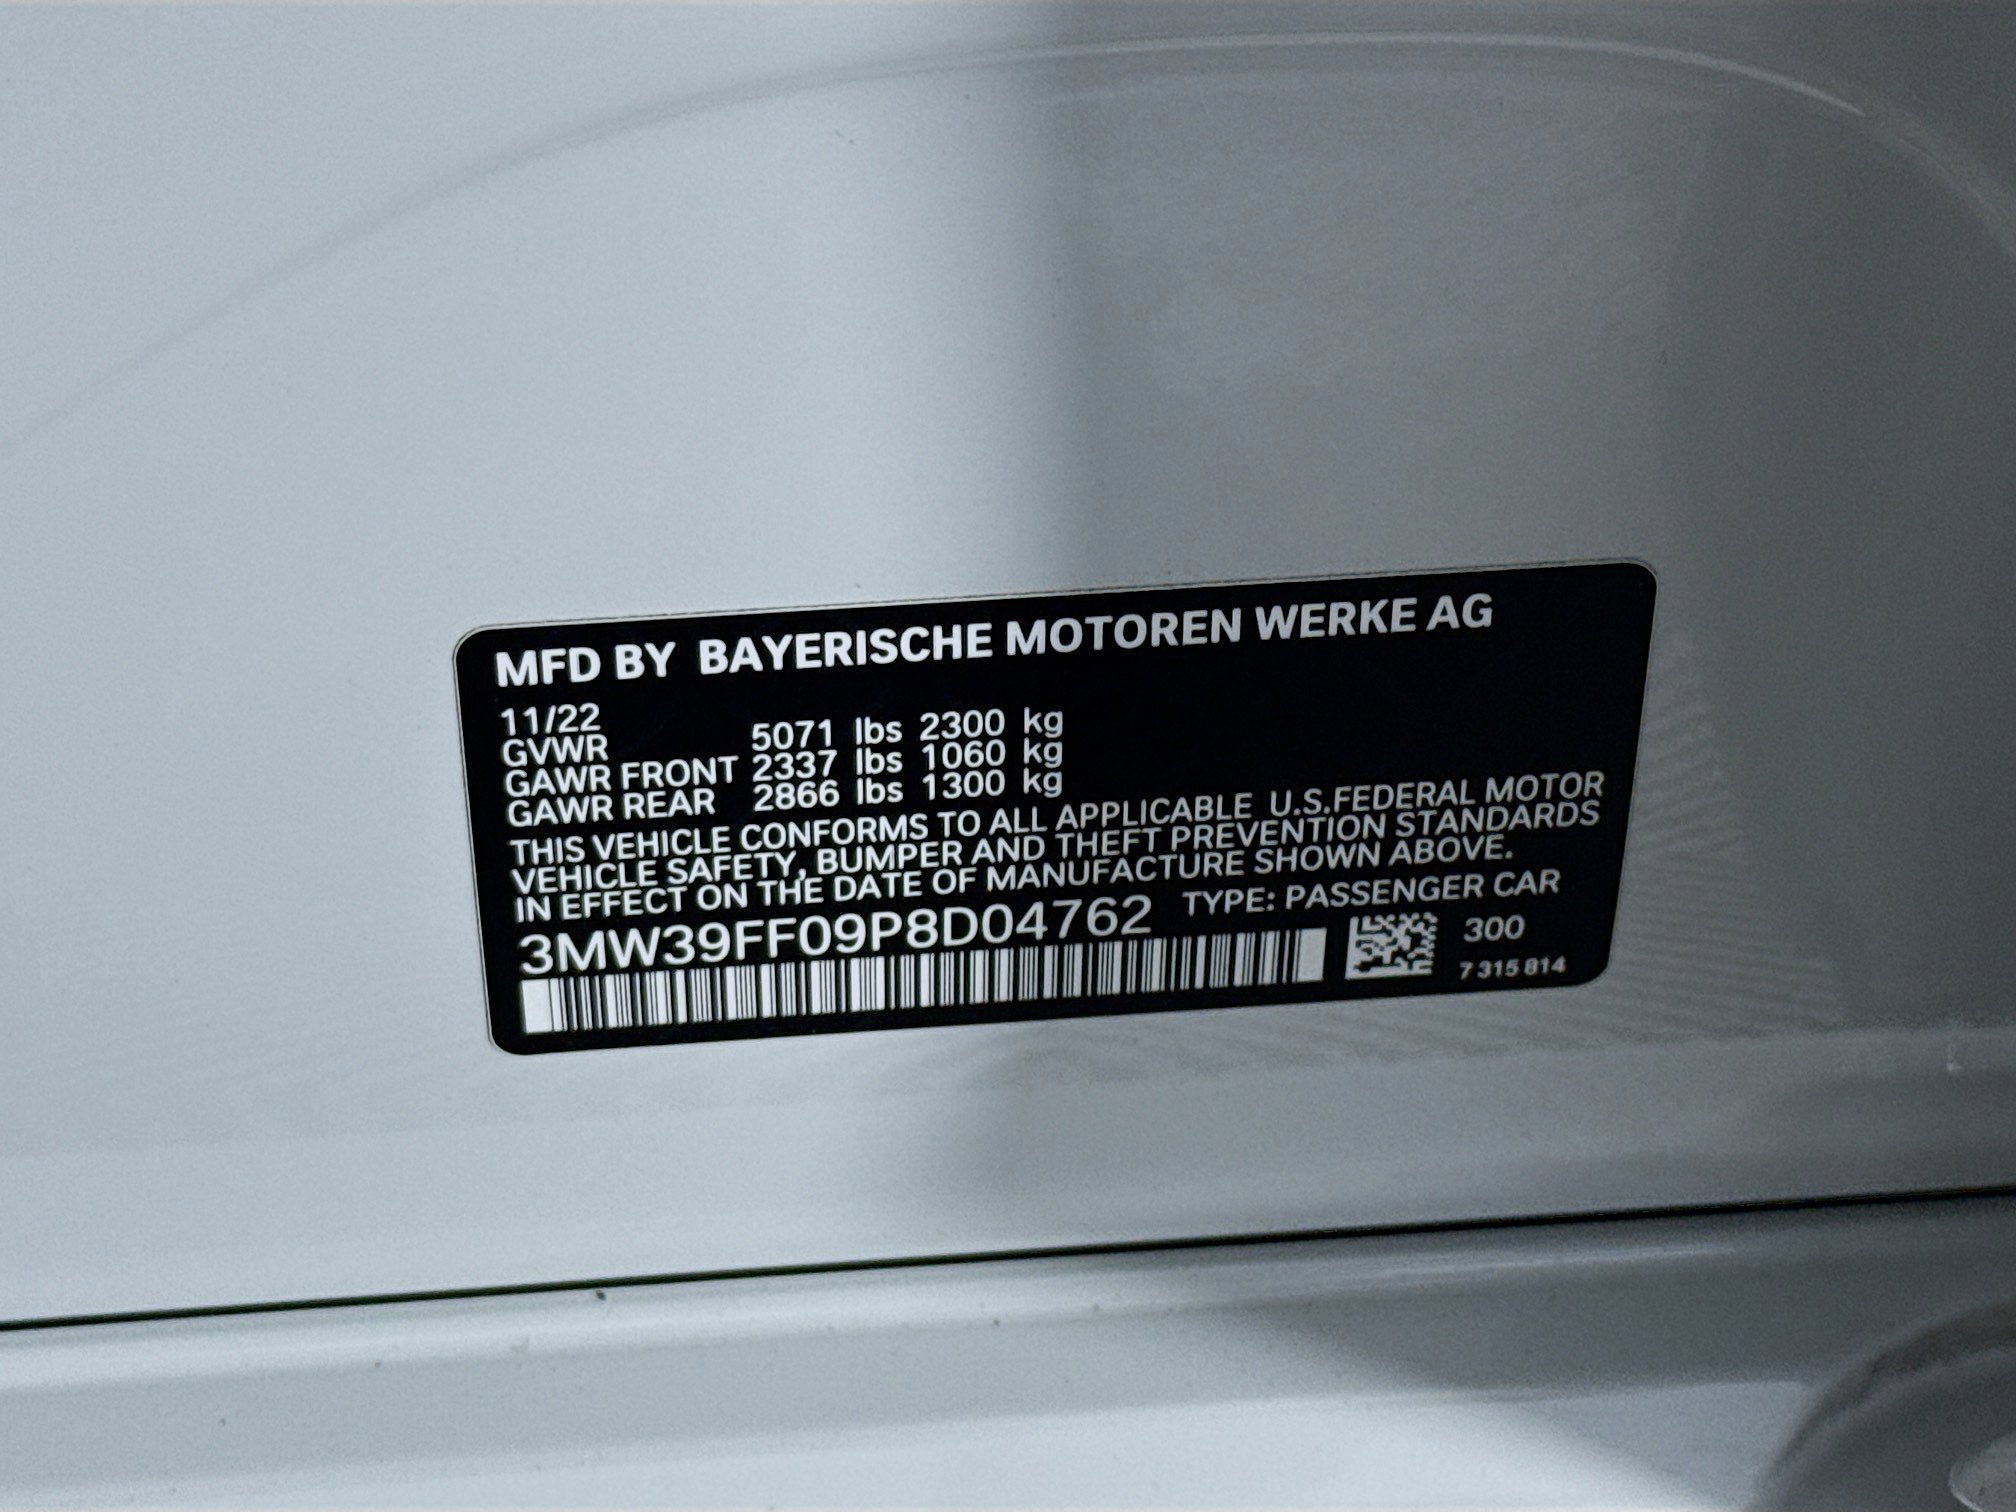 MFD BY BAYERISCHE MOTOREN WERKE AG
11/22
GVWR 5071 lbs 2300 kg
GAWR FRONT 2337 lbs 1060 kg
GAWR REAR 2866 lbs 1300 kg
THIS VEHICLE CONFORMS TO ALL APPLICABLE U.S.FEDERAL MOTOR
VEHICLE SAFETY, BUMPER AND THEFT PREVENTION STANDARDS
IN EFFECT ON THE DATE OF MANUFACTURE SHOWN ABOVE.
3MW39FF09P8D04762 TYPE: PASSENGER CAR
300
7 315 814